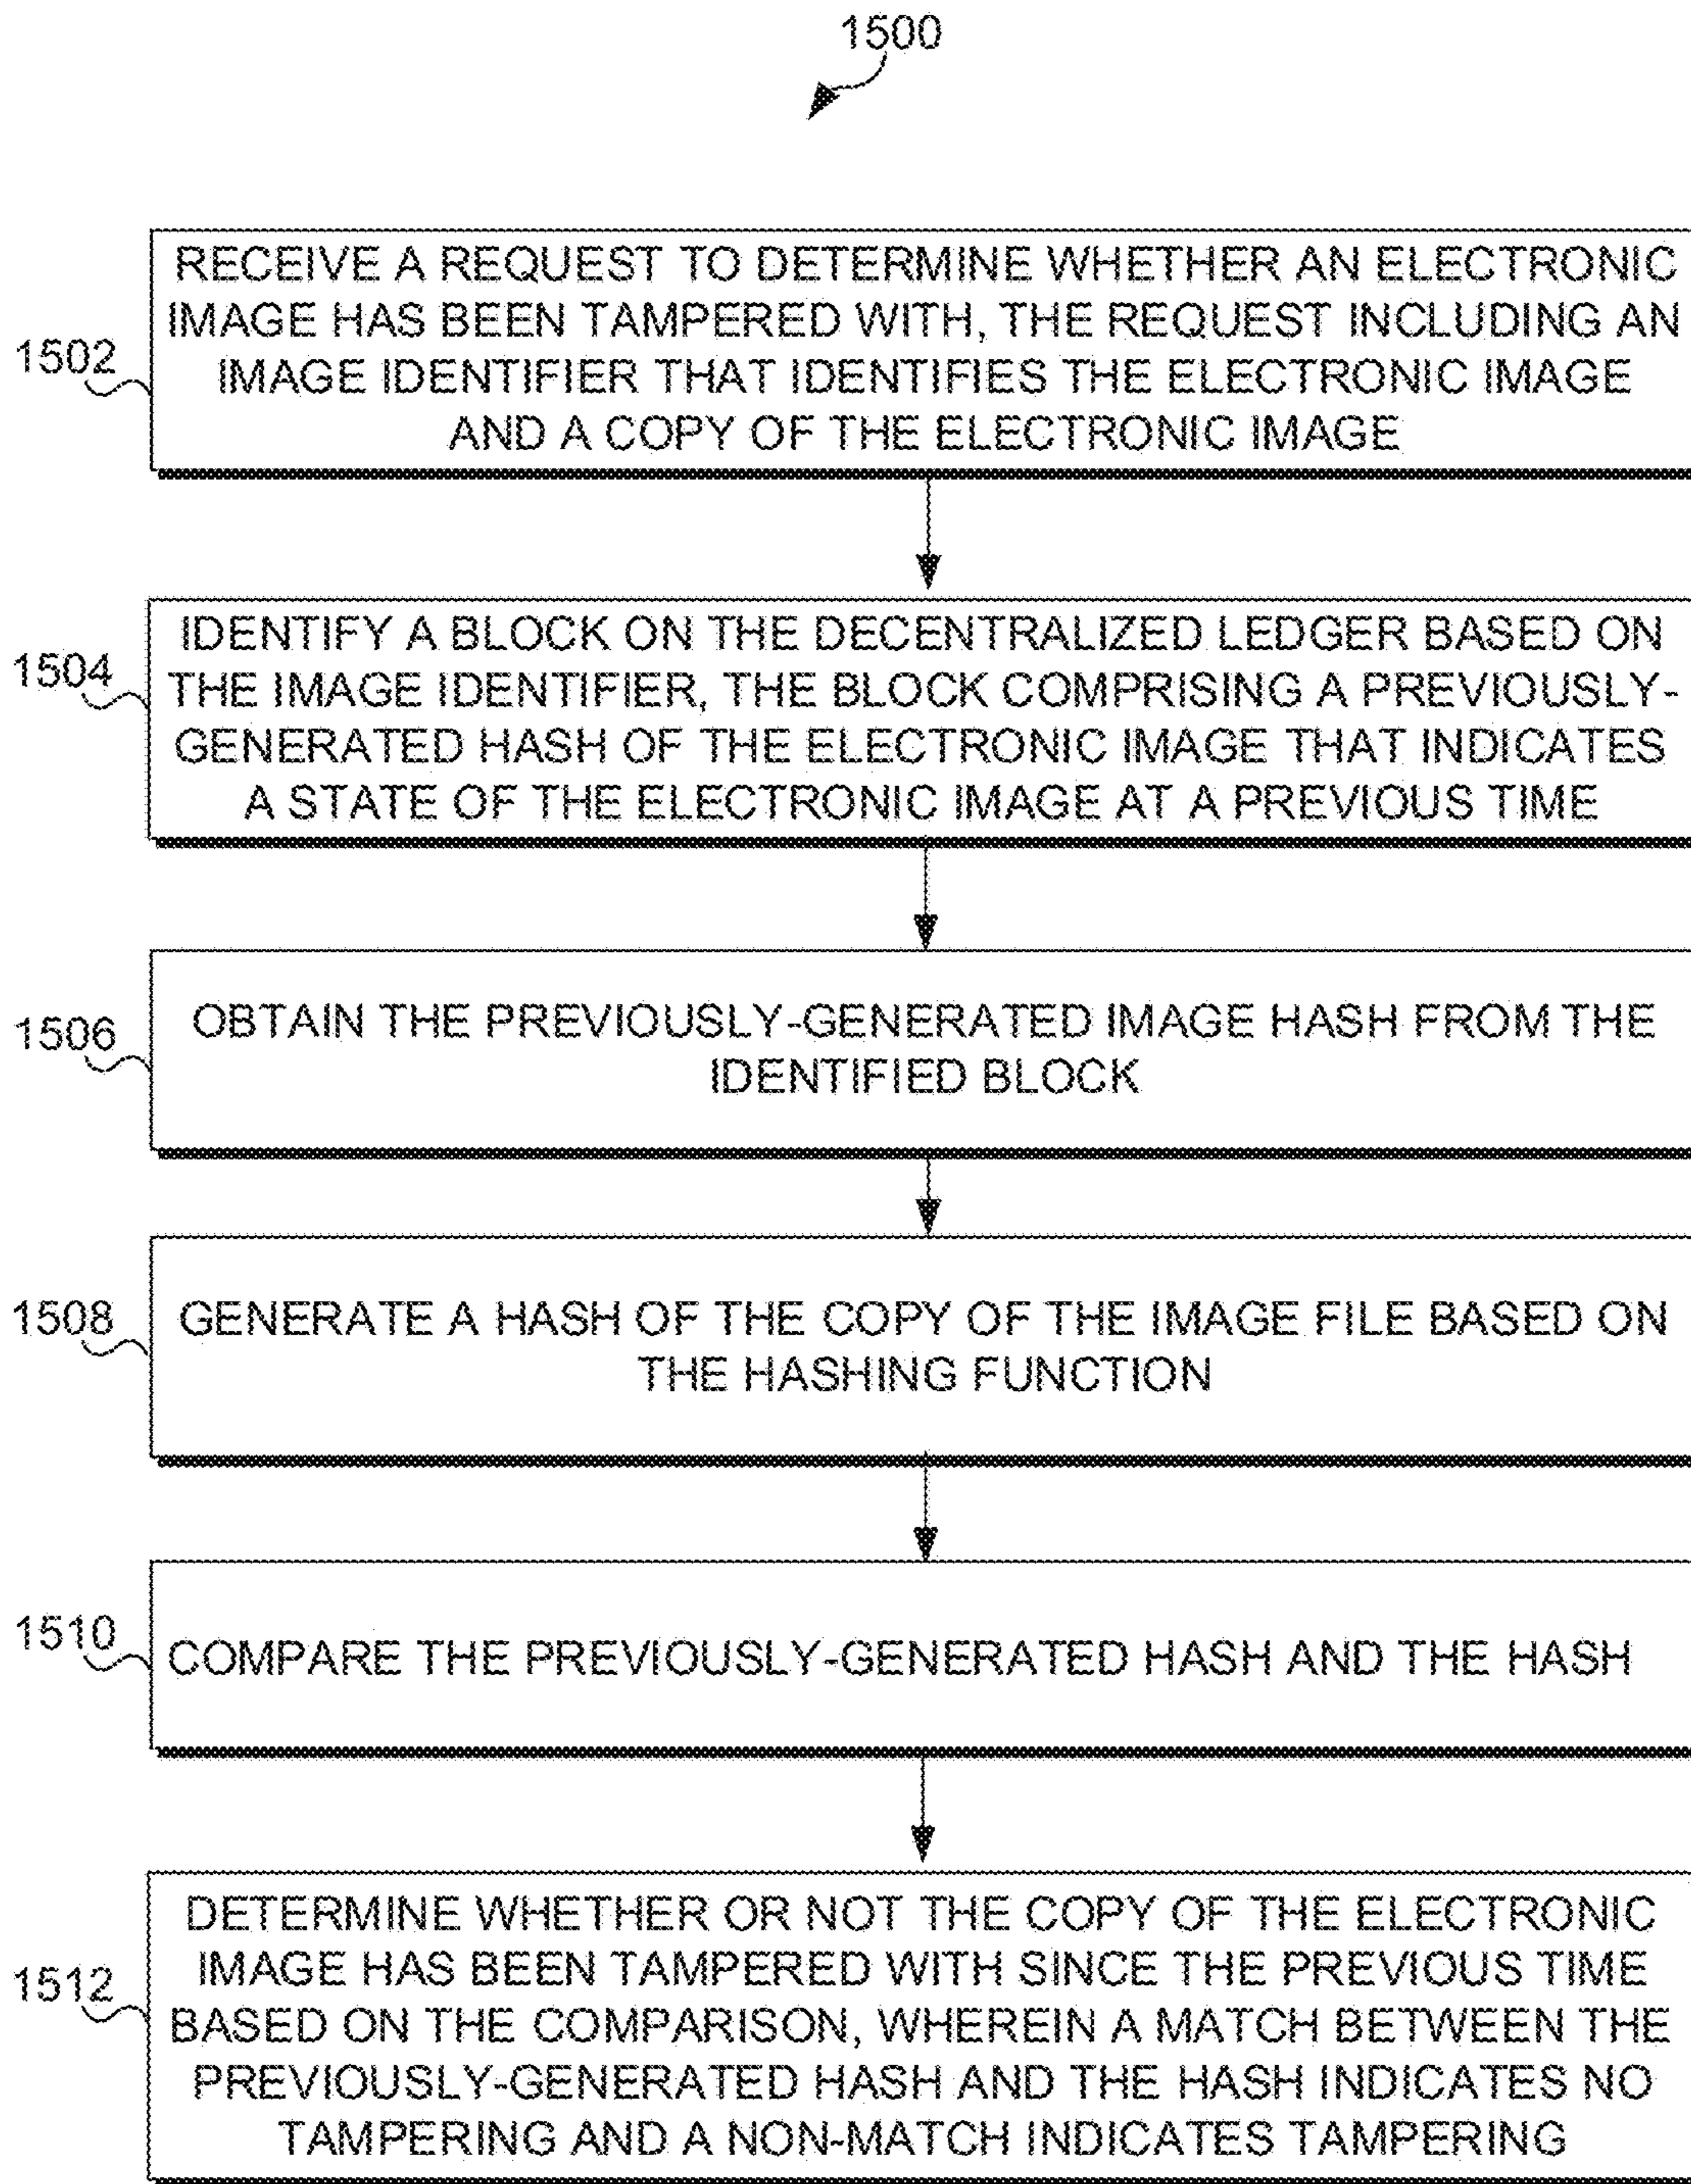 1500
RECEIVE A REQUEST TO DETERMINE WHETHER AN ELECTRONIC
IMAGE HAS BEEN TAMPERED WITH, THE REQUEST INCLUDING AN
IMAGE IDENTIFIER THAT IDENTIFIES THE ELECTRONIC IMAGE
AND A COPY OF THE ELECTRONIC IMAGE
1502
IDENTIFY A BLOCK ON THE DECENTRALIZED LEDGER BASED ON
THE IMAGE IDENTIFIER, THE BLOCK COMPRISING A PREVIOUSLY-
GENERATED HASH OF THE ELECTRONIC IMAGE THAT INDICATES
A STATE OF THE ELECTRONIC IMAGE AT A PREVIOUS TIME
1504
OBTAIN THE PREVIOUSLY-GENERATED IMAGE HASH FROM THE
IDENTIFIED BLOCK
1506
GENERATE A HASH OF THE COPY OF THE IMAGE FILE BASED ON
THE HASHING FUNCTION
1508
COMPARE THE PREVIOUSLY-GENERATED HASH AND THE HASH
1510
DETERMINE WHETHER OR NOT THE COPY OF THE ELECTRONIC
IMAGE HAS BEEN TAMPERED WITH SINCE THE PREVIOUS TIME
BASED ON THE COMPARISON, WHEREIN A MATCH BETWEEN THE
PREVIOUSLY-GENERATED HASH AND THE HASH INDICATES NO
TAMPERING AND A NON-MATCH INDICATES TAMPERING
1512